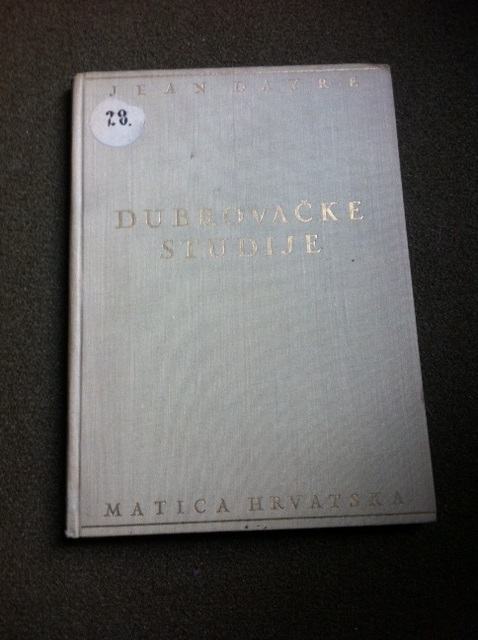 JEAN DAYRE
28.
DUBROVAČKE
STUDIJE
MATICA HRVATSKA